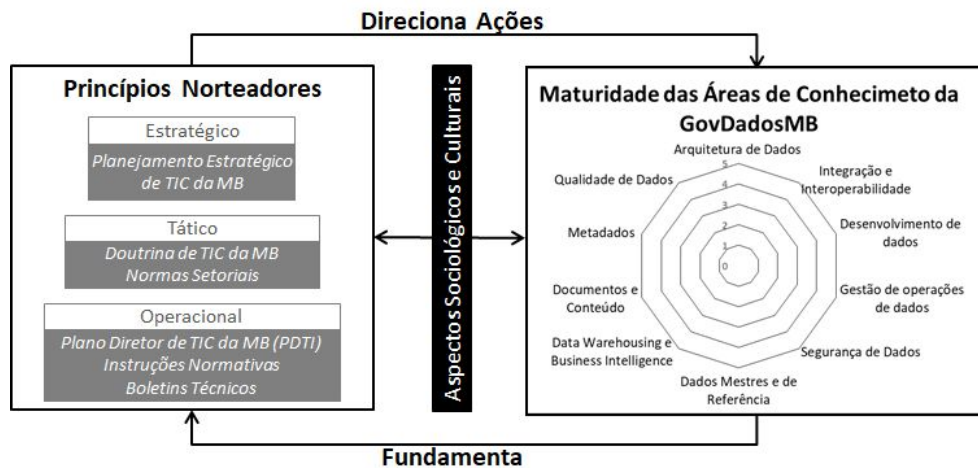 Direciona Ações
Princípios Norteadores
Estratégico
Planejamento Estratégico
de TIC da MB
Tático
Doutrina de TIC da MB
Normas Setoriais
Operacional
Plano Diretor de TIC da MB (PDTI)
Instruções Normativas
Boletins Técnicos
Aspectos Sociológico e Culturais
Maturidade das Áreas de Conhecimeto da
GovDadosMB
Arquitetura de Dados
Integração e
Interoperabilidade
Desenvolvimento de
dados
Gestão de operações
de dados
Segurança de Dados
Dados Mestres e de
Referência
Data Warehousing e
Business Intelligence
Documentos e
Conteúdo
Metadados
Qualidade de Dados
5
4
3
2
1
0
Fundamenta